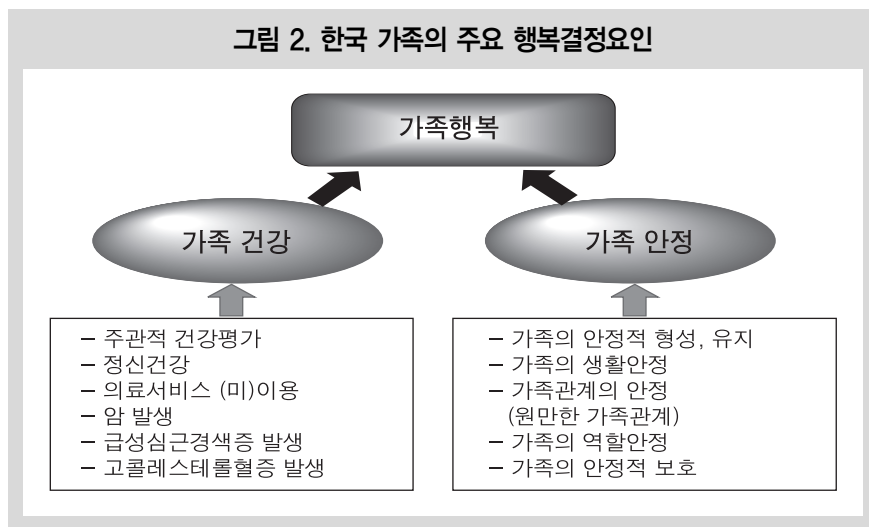 그림 2. 한국 가족의 주요 행복결정요인
가족행복
가족 건강
가족 안정
– 주관적 건강평가
– 정신건강
– 의료서비스 (미)이용
– 암 발생
– 급성심근경색증 발생
– 고콜레스테롤혈증 발생
– 가족의 안정적 형성, 유지
– 가족의 생활안정
– 가족관계의 안정
(원만한 가족관계)
– 가족의 역할안정
– 가족의 안정적 보호